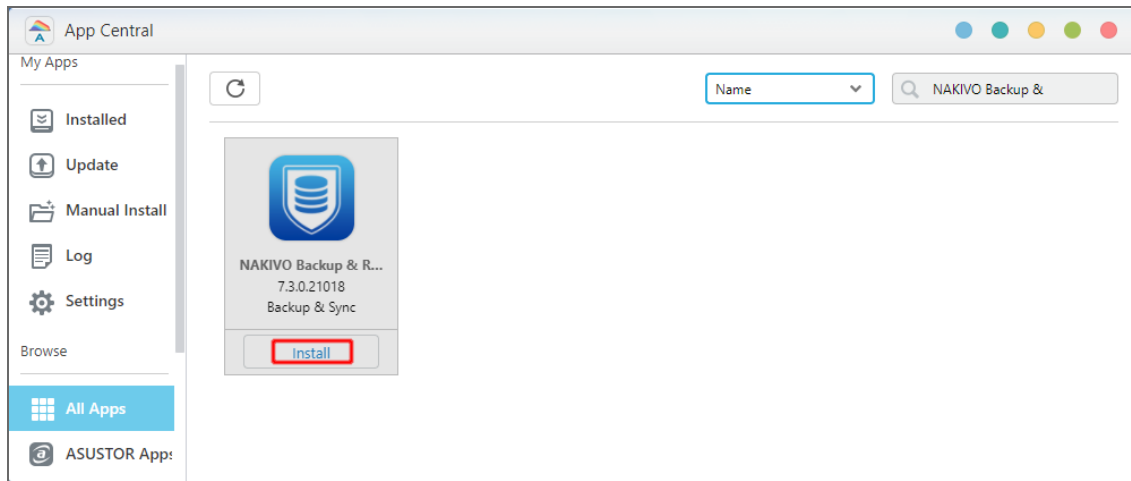 App Central
My Apps
Installed
Update
Manual Install
Log
Settings
Browse
All Apps
ASUSTOR Apps
Name
NAKIVO Backup &
NAKIVO Backup & R...
7.3.0.21018
Backup & Sync
Install